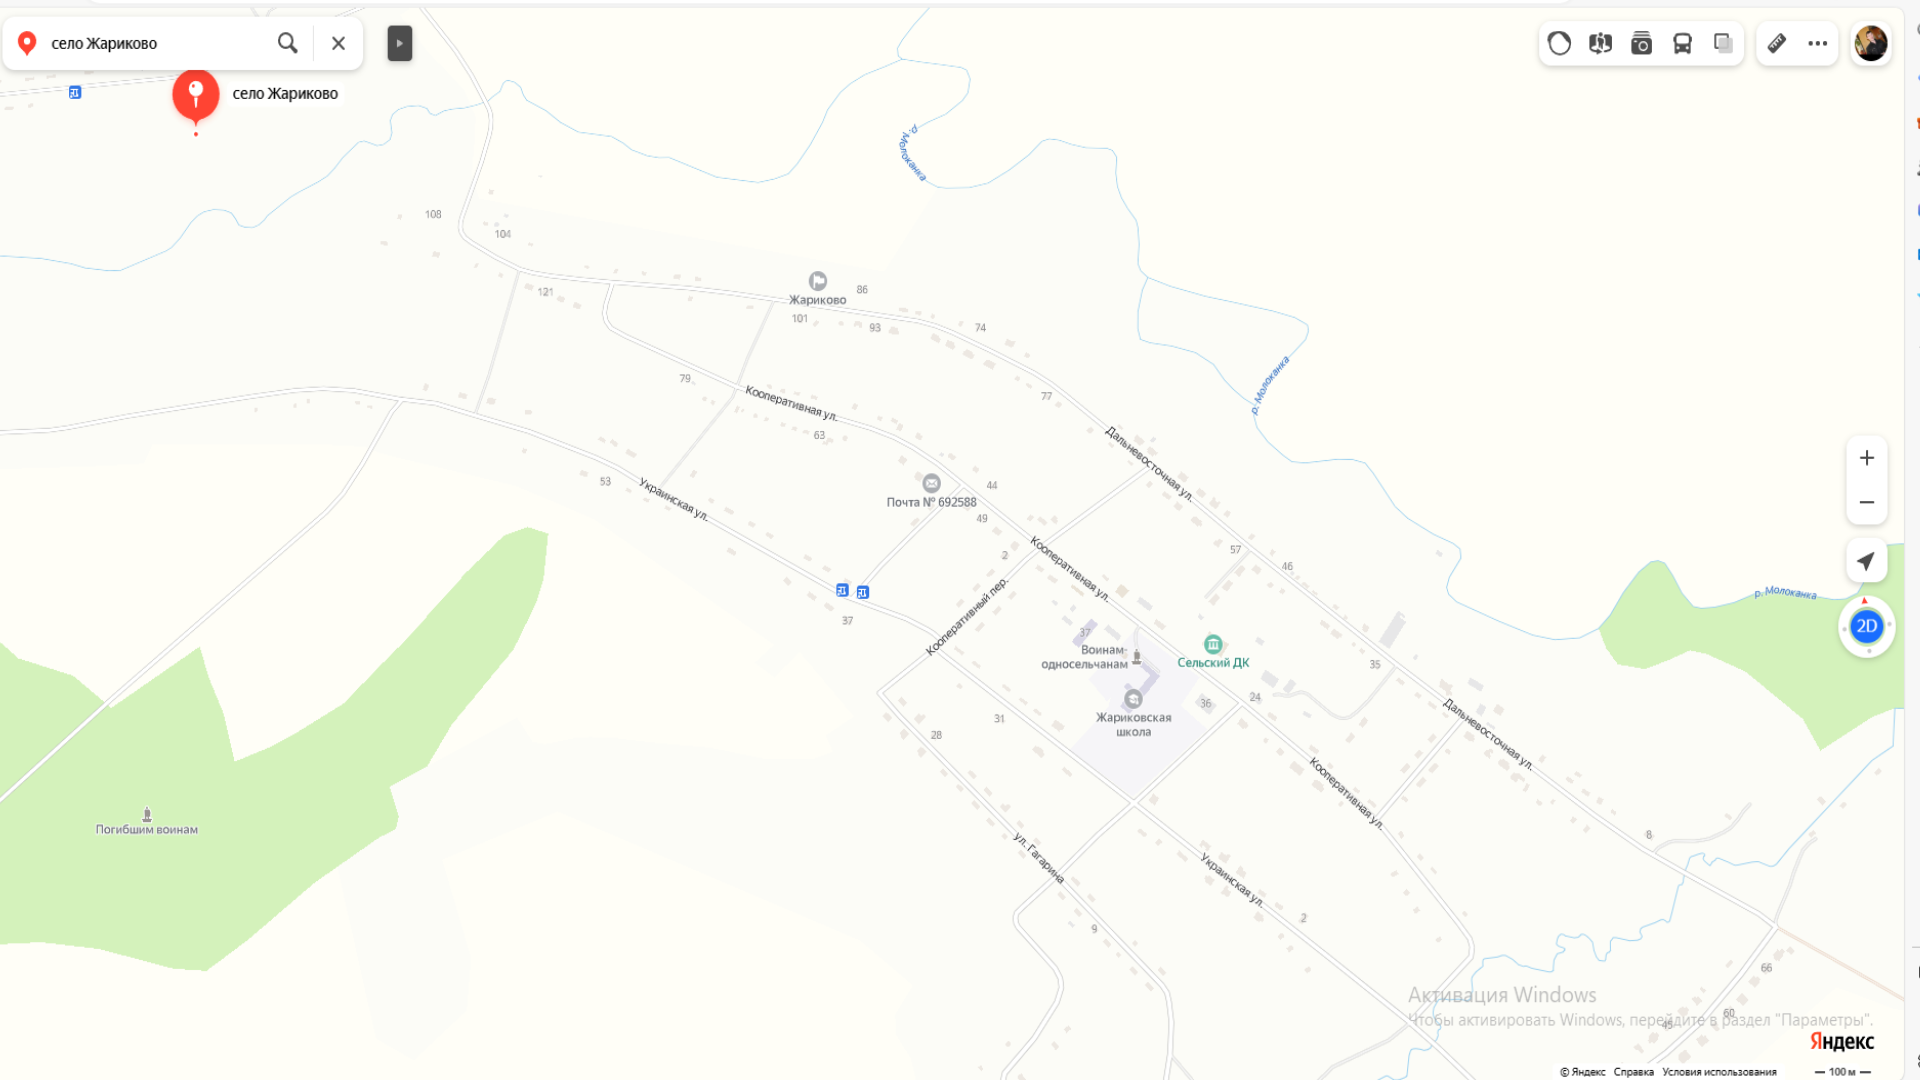 село Жариково
село Жариково
р. Молоканка
108
104
121
Жариково
86
101
93
74
р. Молоканка
79
Кооперативная ул.
77
63
Дальневосточная ул.
53
Украинская ул.
44
Почта № 692588
49
2
Кооперативная ул.
57
46
р. Молоканка
Кооперативный пер.
37
37
2D
Воинам-
односельчанам
Сельский ДК
35
24
36
Дальневосточная ул.
Жариковская
школа
31
28
Кооперативная ул.
Погибшим воинам
8
ул. Гагарина
Украинская ул.
2
9
66
Активация Windows
60
45
Чтобы активировать Windows, перейдите в раздел "Параметры".
Яндекс
© Яндекс Справка Условия использования
100 м